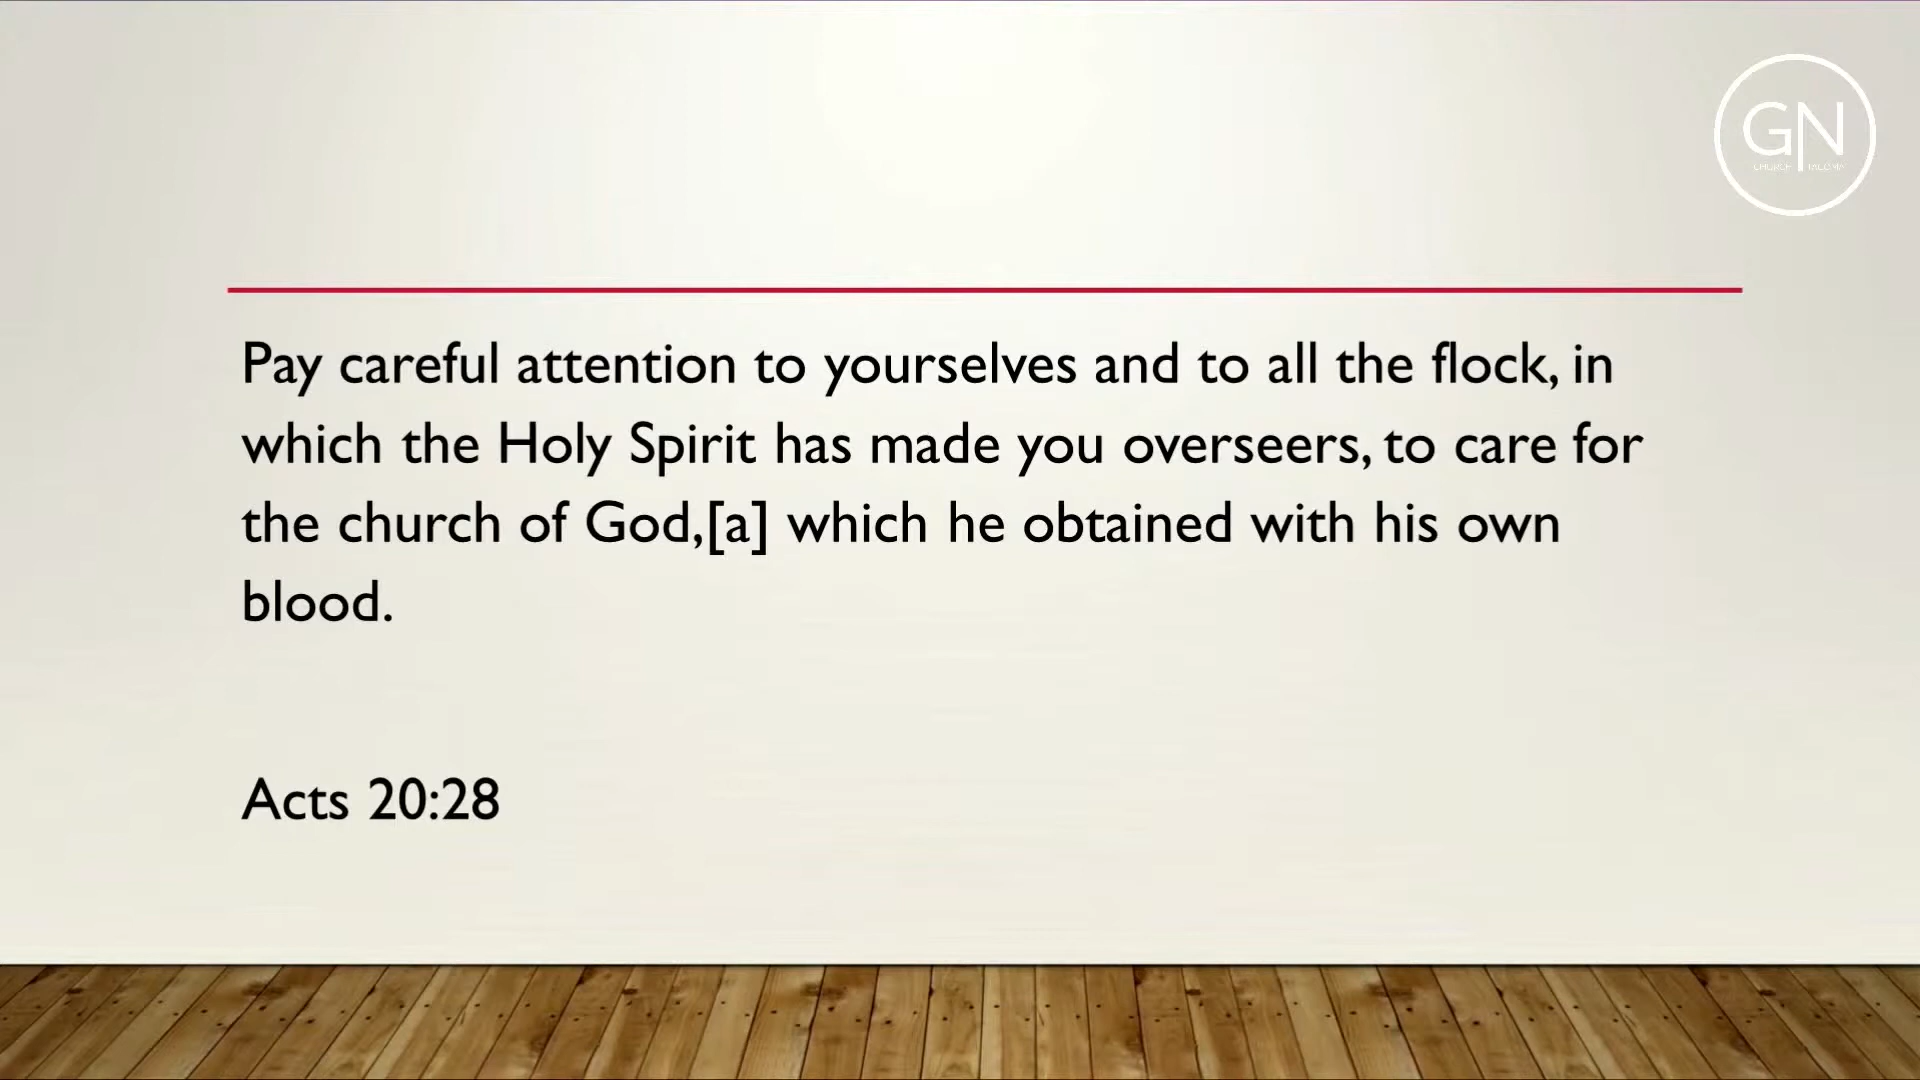 GN
CHURCH
Pay careful attention to yourselves and to all the flock, in
which the Holy Spirit has made you overseers, to care for
the church of God,[a] which he obtained with his own
blood.
Acts 20:28